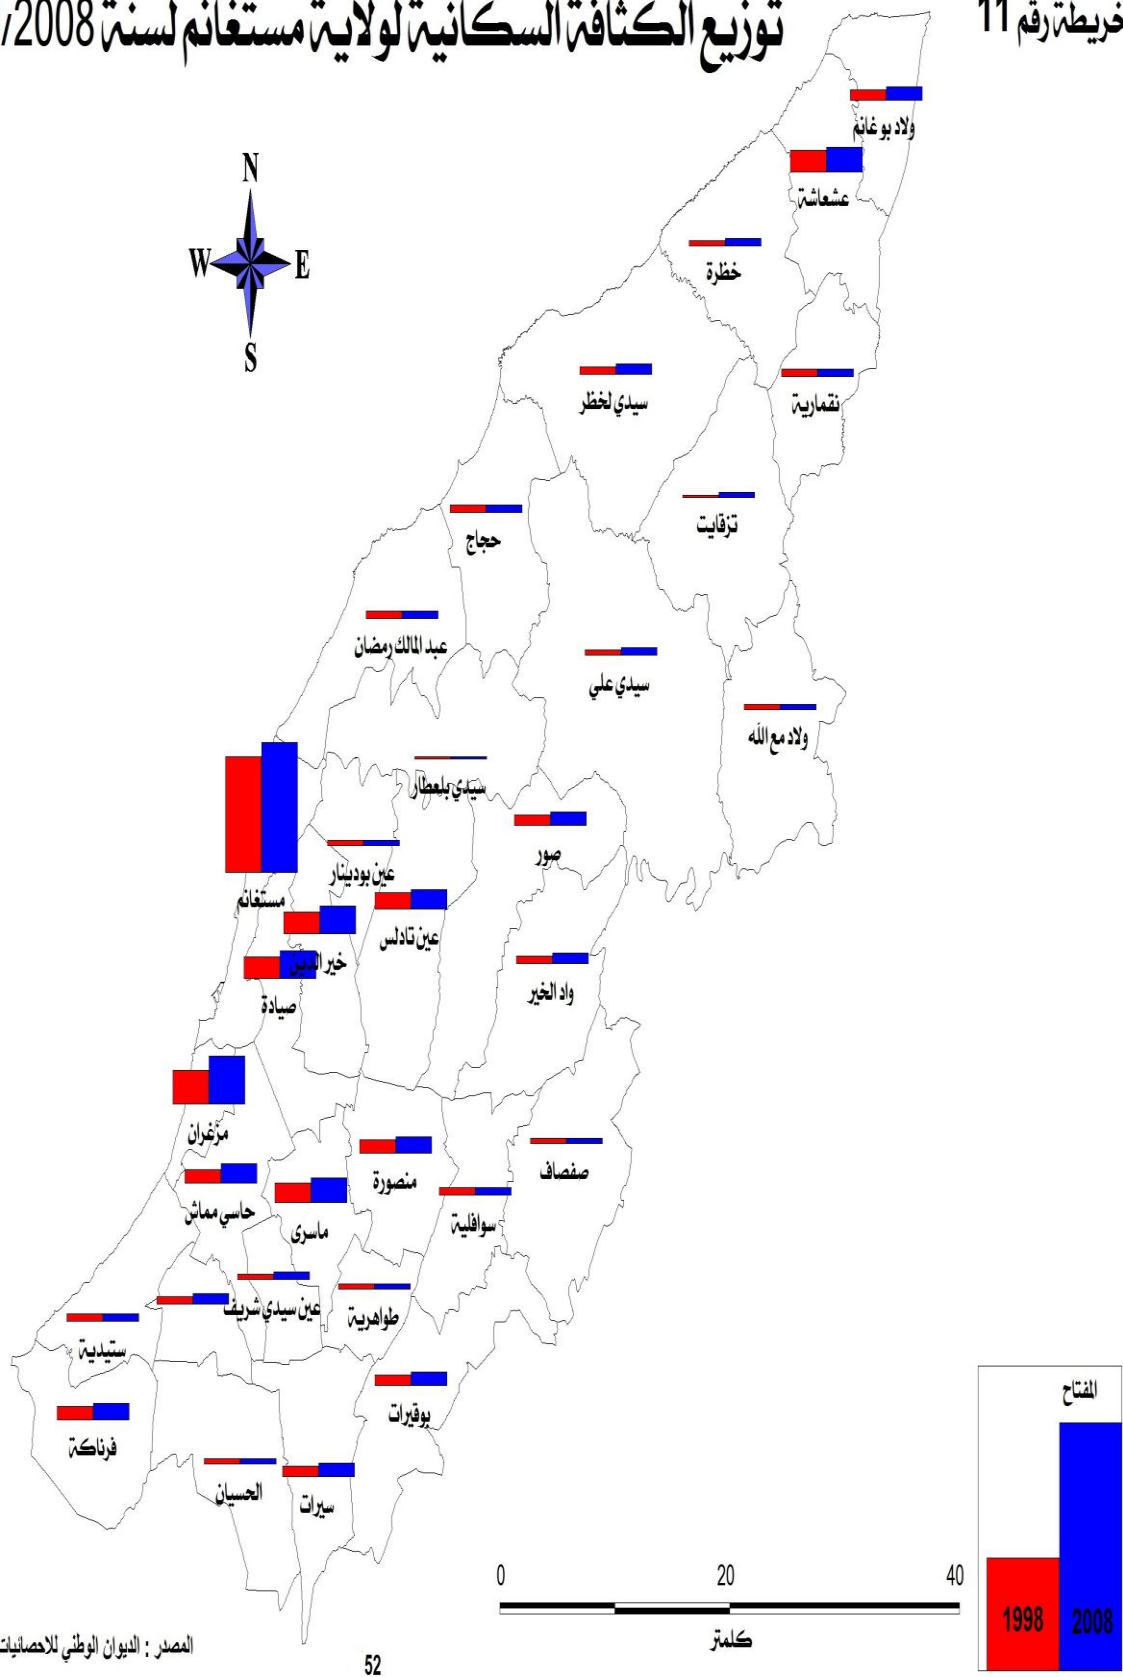 خريطة رقم 11
توزيع الكثافة السكانية لولاية مستغانم لسنة 2008/
N
W
E
S
ولاد بوغانم
عشعاشة
خظرة
سيدي لخظر
نقمارية
تزقايت
حجاج
عبد المالك رمضان
سيدي علي
ولاد مع الله
سيدي بلعطار
صور
عين بودينار
مستغانم
عين تادلس
خير الدين
واد الخير
صيادة
مزغران
صفصاف
منصورة
حاسي مماش
سوافلية
ماسرى
عين سيدي شريف
طواهرية
ستيدية
بوقيرات
فرناكة
الحسيان
سيرات
المفتاح
1998
2008
0
20
40
كلمتر
المصدر : الديوان الوطني للاحصائيات
52